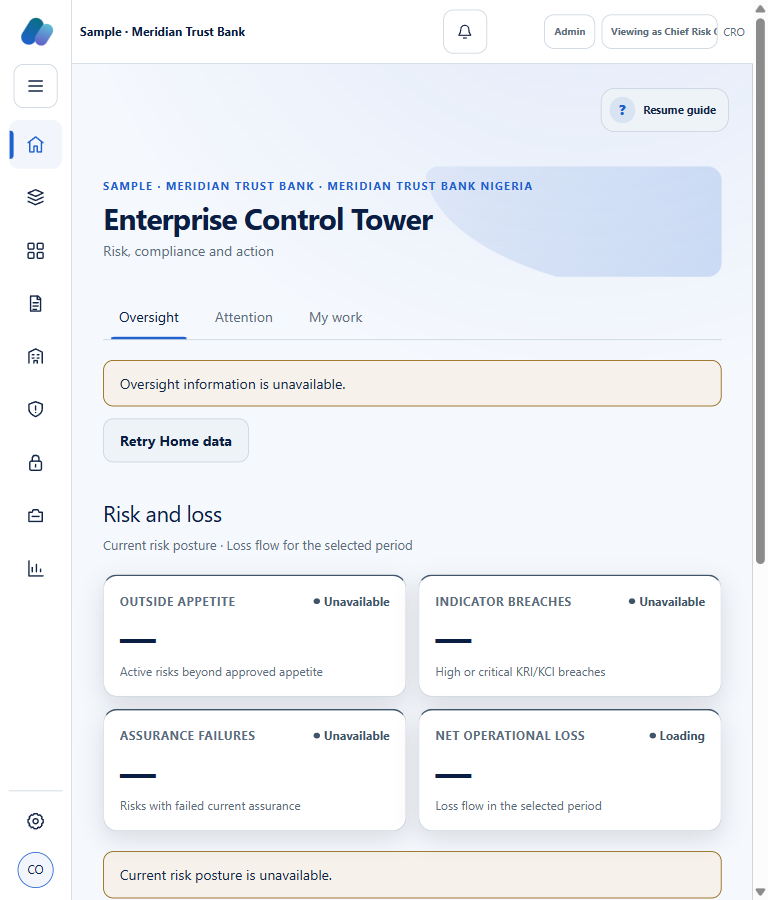 Sample · Meridian Trust Bank
Admin
Viewing as Chief Risk
CRO
? Resume guide
SAMPLE · MERIDIAN TRUST BANK · MERIDIAN TRUST BANK NIGERIA
Enterprise Control Tower
Risk, compliance and action
Oversight Attention My work
Oversight information is unavailable.
Retry Home data
Risk and loss
Current risk posture · Loss flow for the selected period
OUTSIDE APPETITE
Unavailable
—
Active risks beyond approved appetite
INDICATOR BREACHES
Unavailable
—
High or critical KRI/KCI breaches
ASSURANCE FAILURES
Unavailable
—
Risks with failed current assurance
NET OPERATIONAL LOSS
Loading
—
Loss flow in the selected period
CO
Current risk posture is unavailable.